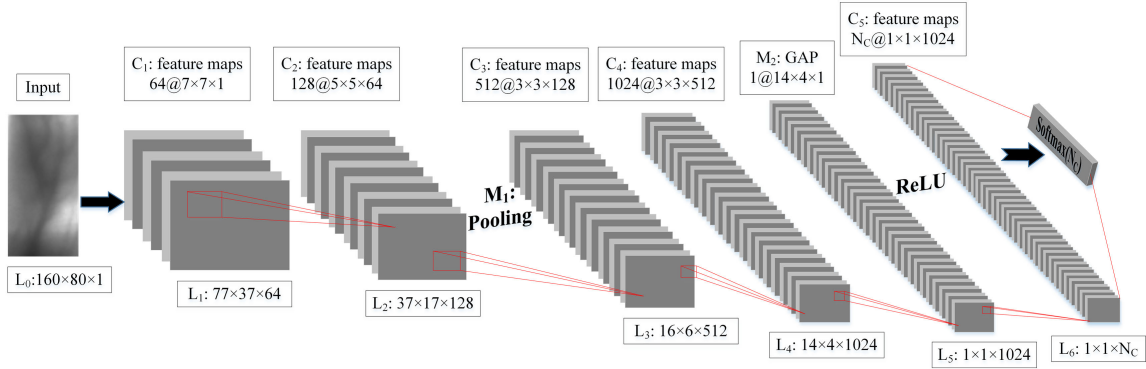 Input
C₁: feature maps
64@7×7×1
C₂: feature maps
128@5×5×64
C₃: feature maps
512@3×3×128
C₄: feature maps
1024@3×3×512
M₂: GAP
1@14×4×1
C₅: feature maps
N_C@1×1×1024
M₁:
Pooling
ReLU
Softmax(N_C)
L₀:160×80×1
L₁: 77×37×64
L₂: 37×17×128
L₃: 16×6×512
L₄: 14×4×1024
L₅: 1×1×1024
L₆: 1×1×N_C